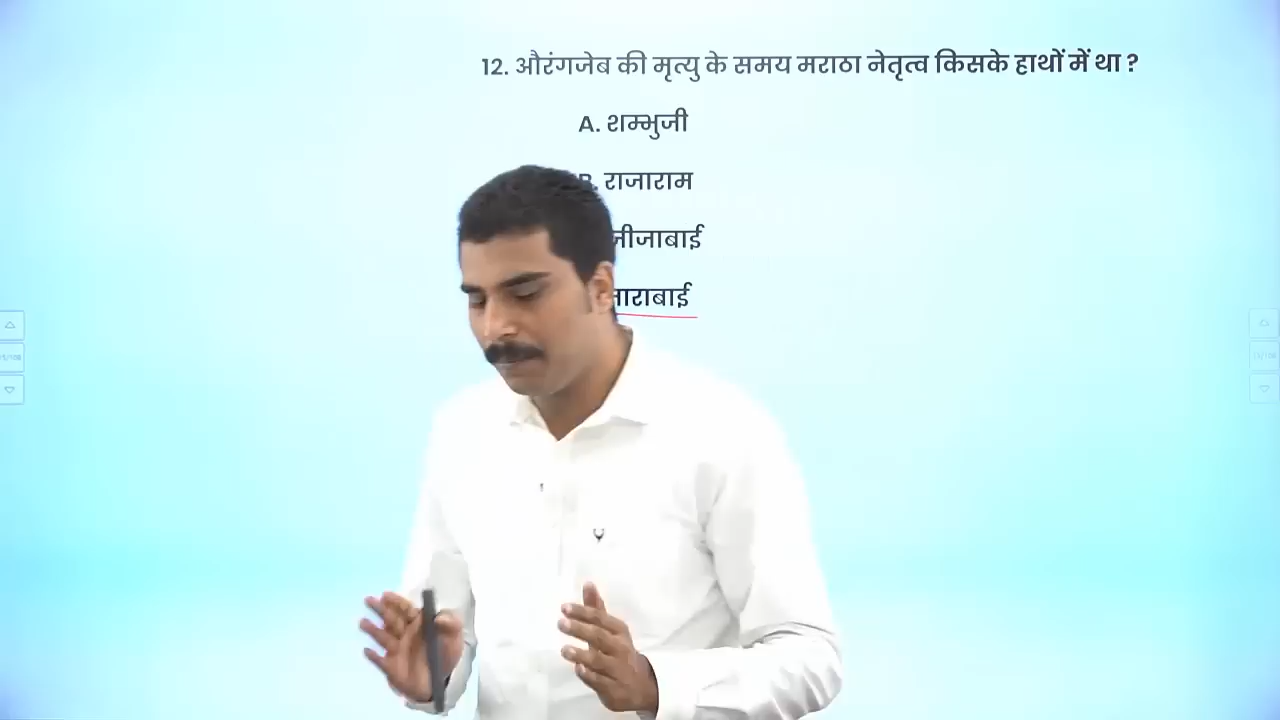 12. औरंगजेब की मृत्यु के समय मराठा नेतृत्व किसके हाथों में था ?
A. शम्भुजी
B. राजाराम
जीजाबाई
ताराबाई